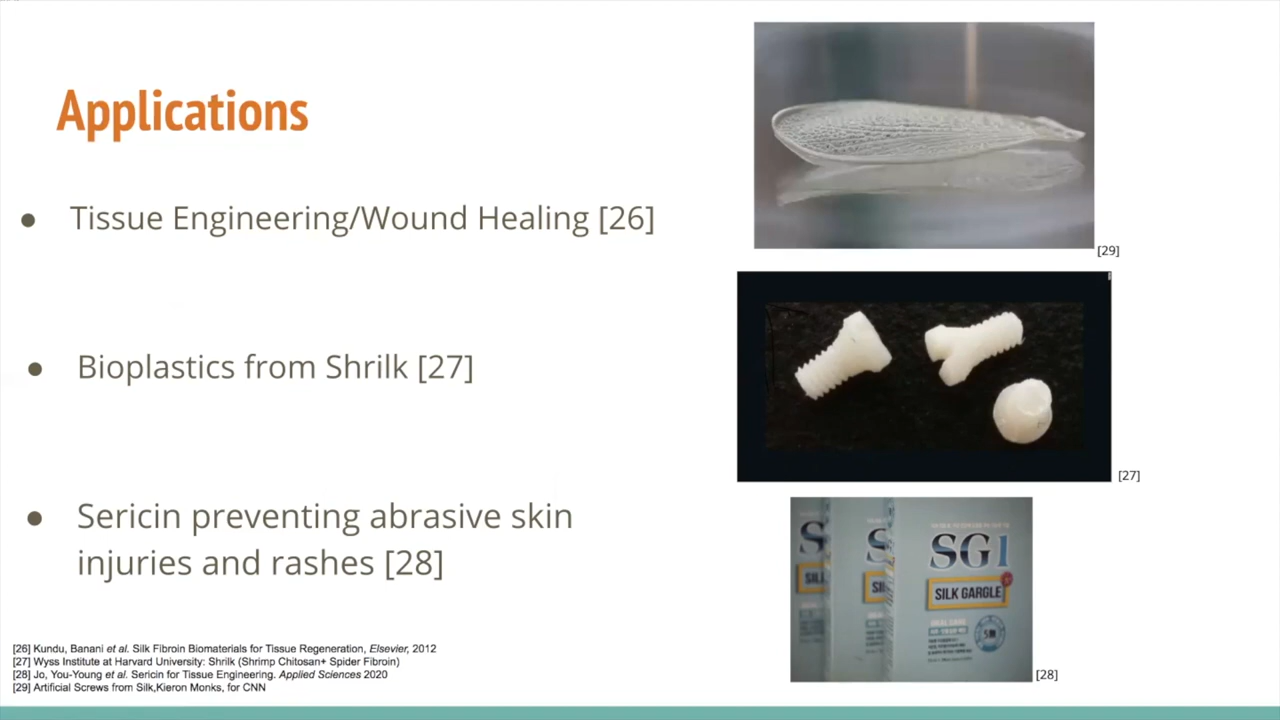 Applications
● Tissue Engineering/Wound Healing [26]
● Bioplastics from Shrilk [27]
● Sericin preventing abrasive skin
injuries and rashes [28]
[29]
[27]
SG1
SILK GARGLE
[28]
[26] Kundu, Banani et al. Silk Fibroin Biomaterials for Tissue Regeneration, Elsevier, 2012
[27] Wyss Institute at Harvard University: Shrilk (Shrimp Chitosan+ Spider Fibroin)
[28] Jo, You-Young et al. Sericin for Tissue Engineering. Applied Sciences 2020
[29] Artificial Screws from Silk,Kieron Monks, for CNN